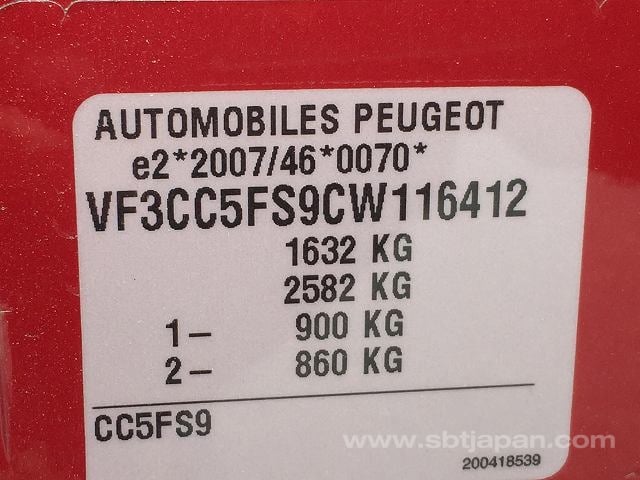 AUTOMOBILES PEUGEOT
e2*2007/46*0070*
VF3CC5FS9CW116412
1632 KG
2582 KG
1- 900 KG
2- 860 KG
CC5FS9
www.sbtjapan.com
200418539